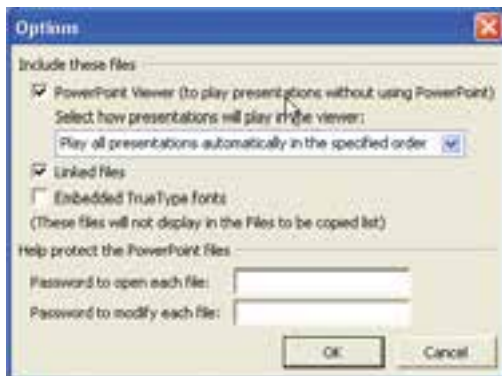 Options
Include these files
PowerPoint Viewer (to play presentations without using PowerPoint)
Select how presentations will play in the viewer:
Play all presentations automatically in the specified order
Linked files
Embedded TrueType fonts
(These files will not display in the Files to be copied list)
Help protect the PowerPoint files
Password to open each file:
Password to modify each file:
OK Cancel